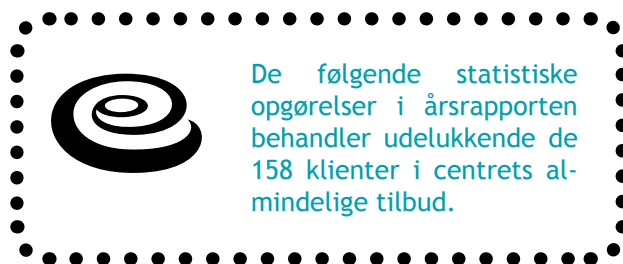 De følgende statistiske
opgørelser i årsrapporten
behandler udelukkende de
158 klienter i centrets al-
mindelige tilbud.